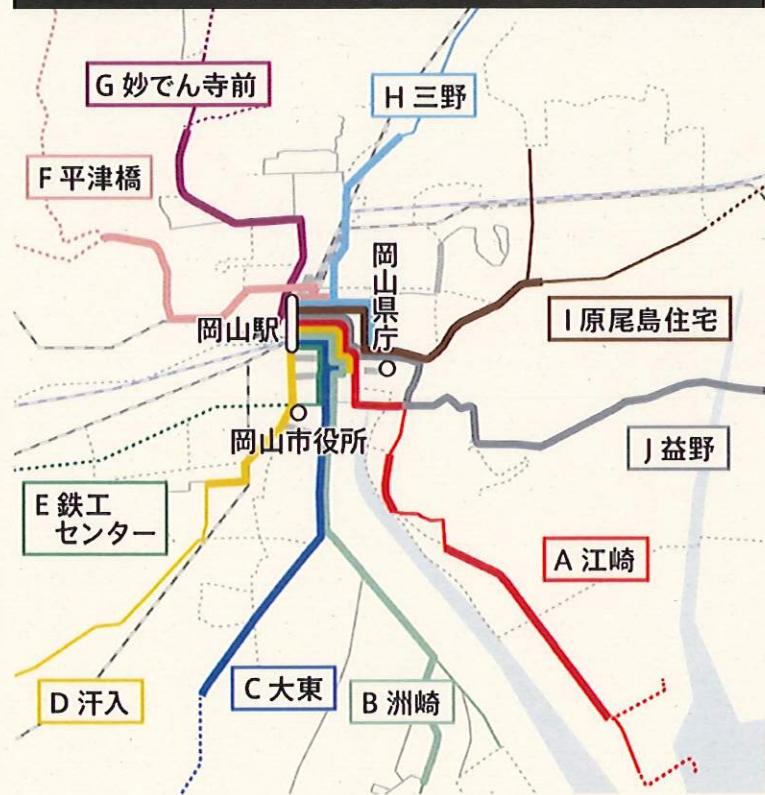 G 妙でん寺前
H 三野
F 平津橋
岡山県庁
岡山駅
I 原尾島住宅
岡山市役所
J 益野
E 鉄工
センター
A 江崎
D 汗入
C 大東
B 洲崎